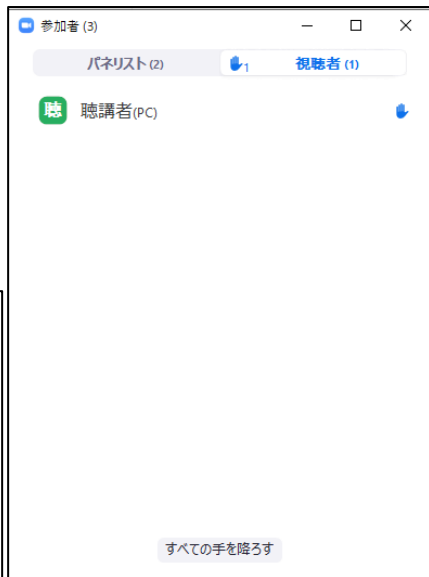 参加者 (3)
パネリスト (2) 1 視聴者 (1)
聴 聴講者(PC)
すべての手を降ろす